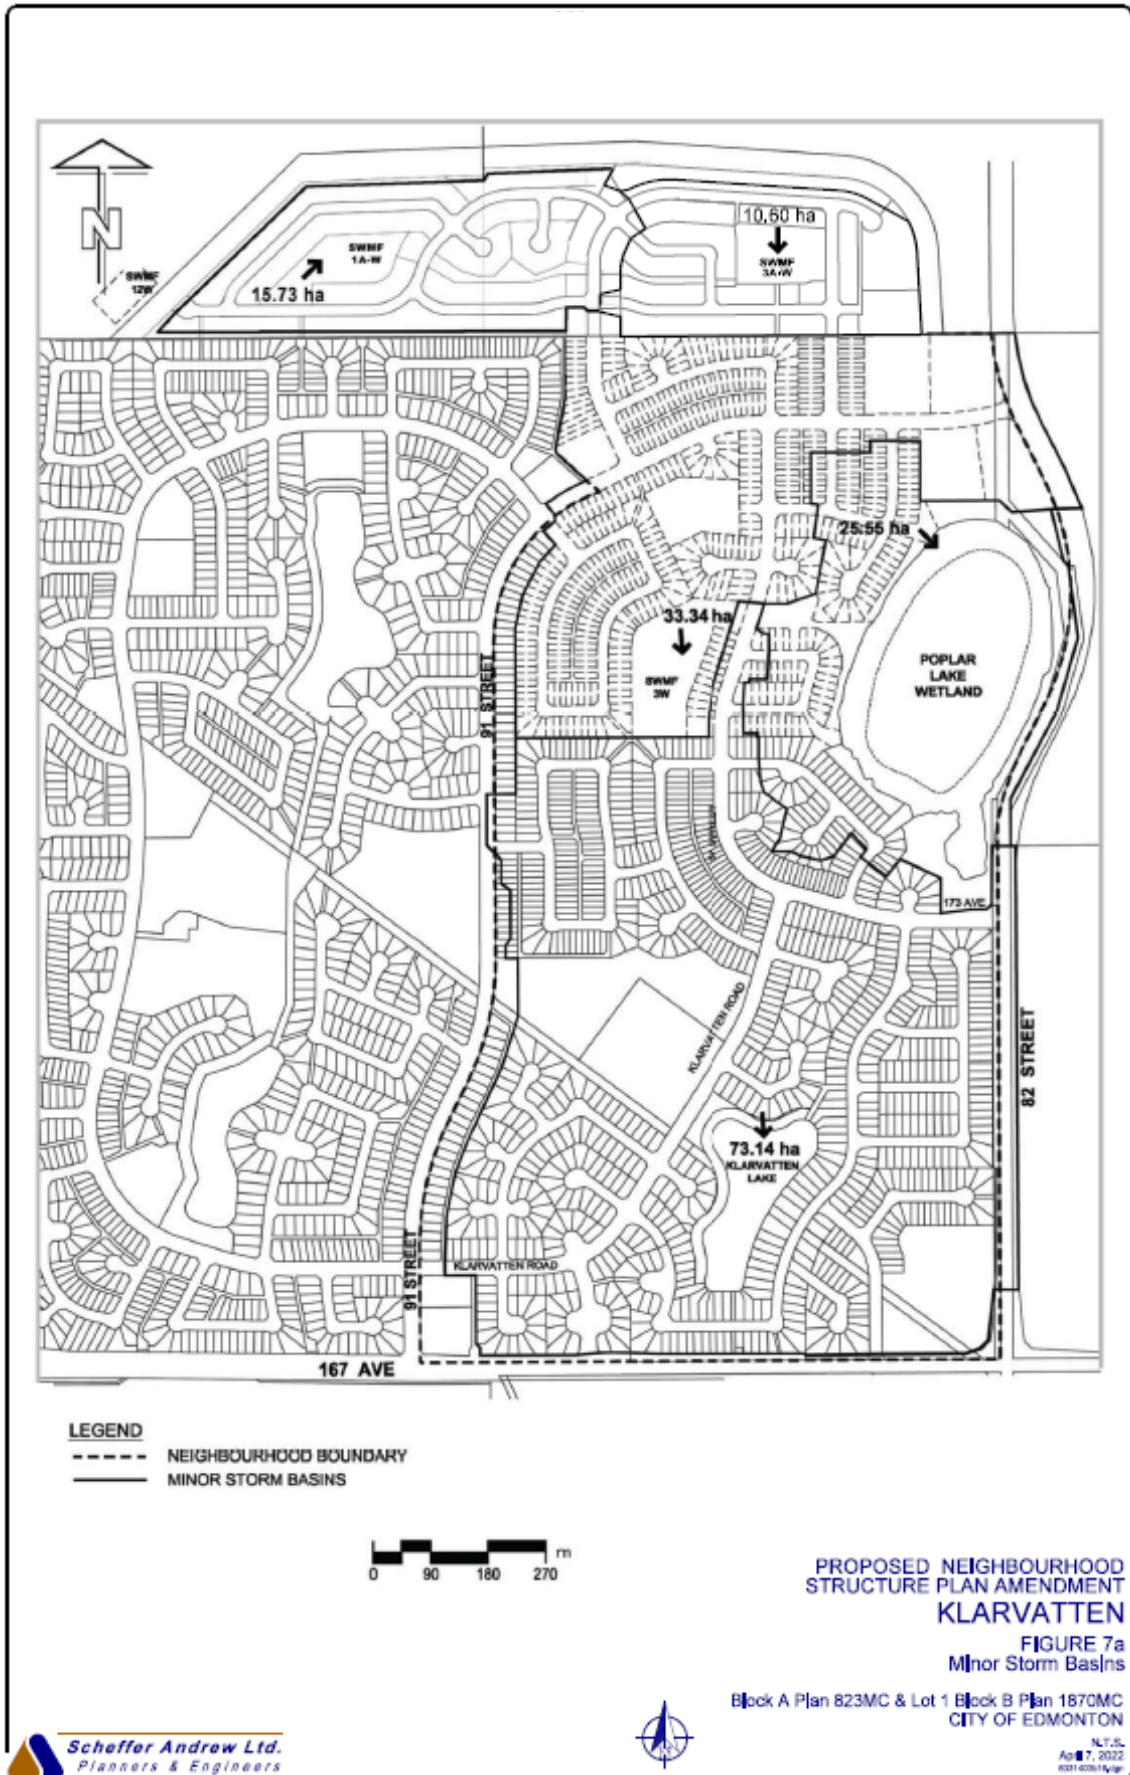 N
SWMF
12W
SWMF
1A-W
15.73 ha
10.60 ha
SWMF
3A-W
25.55 ha
33.34 ha
SWMF
3W
POPLAR
LAKE
WETLAND
91 STREET
173 AVE
KLARVATTEN ROAD
82 STREET
73.14 ha
KLARVATTEN
LAKE
91 STREET
KLARVATTEN ROAD
167 AVE
LEGEND
NEIGHBOURHOOD BOUNDARY
MINOR STORM BASINS
0 90 180 270 m
PROPOSED NEIGHBOURHOOD
STRUCTURE PLAN AMENDMENT
KLARVATTEN
FIGURE 7a
Minor Storm Basins
Block A Plan 823MC & Lot 1 Block B Plan 1870MC
CITY OF EDMONTON
N.T.S.
April 7, 2022
Scheffer Andrew Ltd.
Planners & Engineers